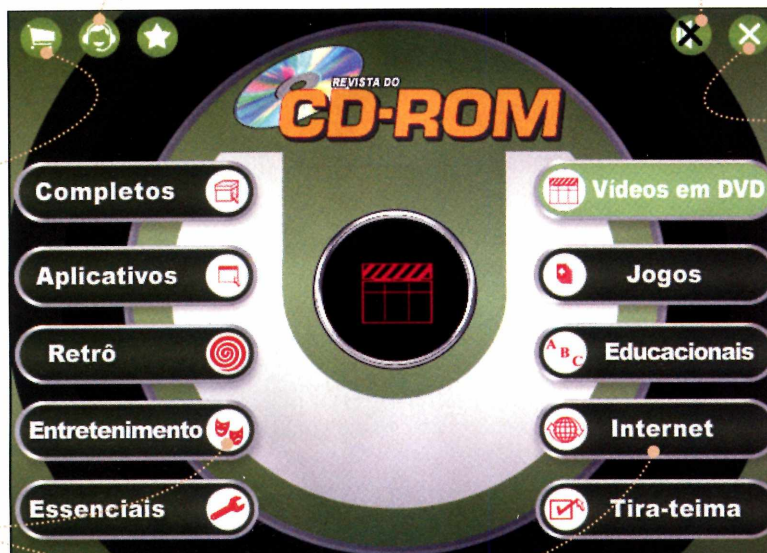 REVISTA DO
CD-ROM
Completos
Aplicativos
Retrô
Entretenimento
Essenciais
Vídeos em DVD
Jogos
A B C
Educacionais
Internet
Tira-teima